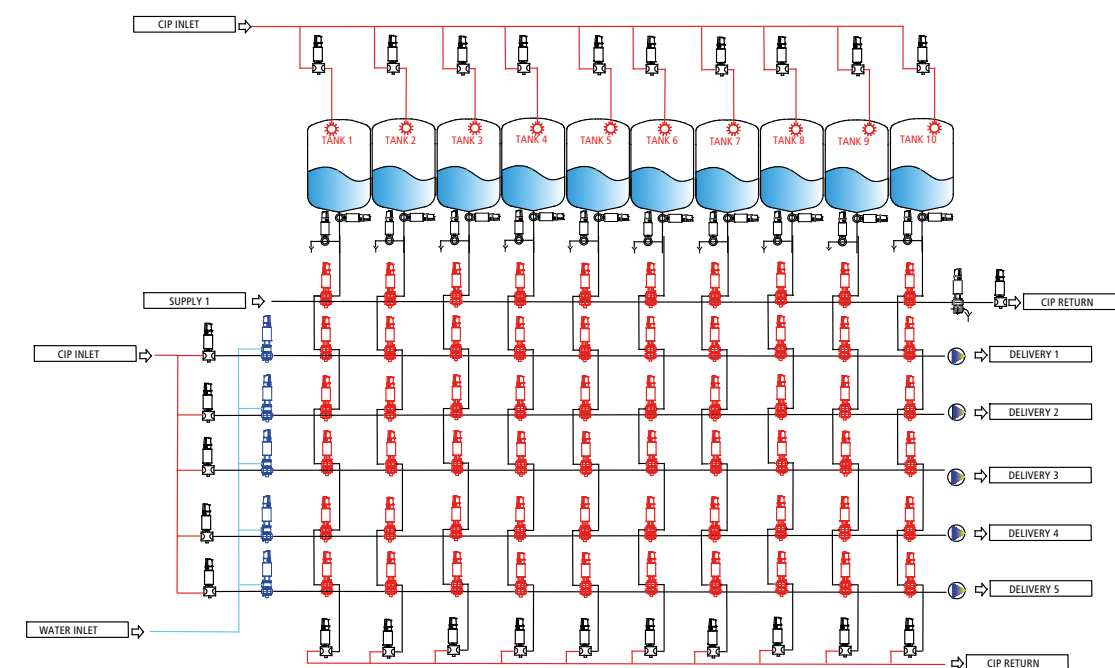 CIP INLET
TANK 1 TANK 2 TANK 3 TANK 4 TANK 5 TANK 6 TANK 7 TANK 8 TANK 9 TANK 10
SUPPLY 1
CIP RETURN
CIP INLET
DELIVERY 1
DELIVERY 2
DELIVERY 3
DELIVERY 4
DELIVERY 5
WATER INLET
CIP RETURN